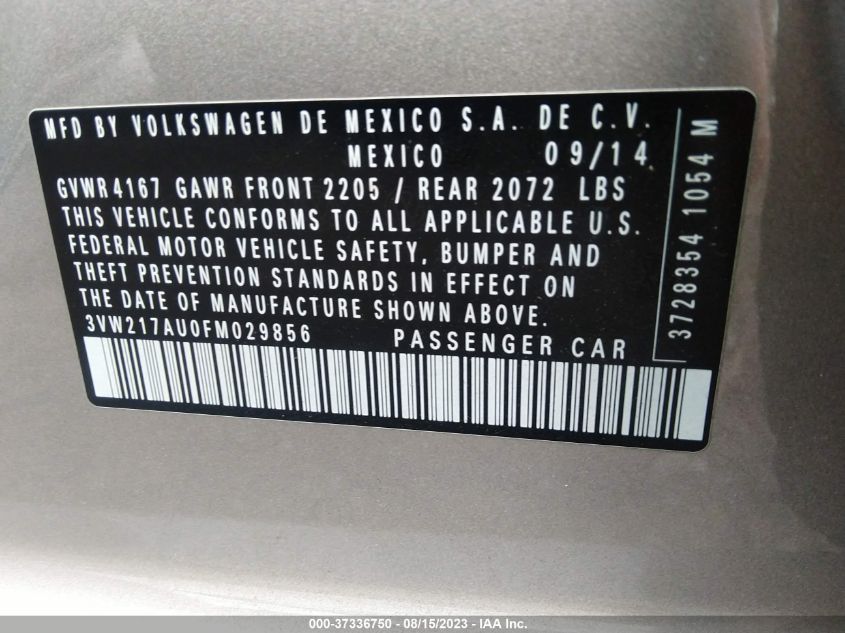 MFD BY VOLKSWAGEN DE MEXICO S.A. DE C.V.
MEXICO 09/14
GVWR 4167 GAWR FRONT 2205 / REAR 2072 LBS
THIS VEHICLE CONFORMS TO ALL APPLICABLE U.S.
FEDERAL MOTOR VEHICLE SAFETY, BUMPER AND
THEFT PREVENTION STANDARDS IN EFFECT ON
THE DATE OF MANUFACTURE SHOWN ABOVE.
3VW217AU0FM029856 PASSENGER CAR
3728354 1054 M
000-37336750 - 08/15/2023 - IAA Inc.